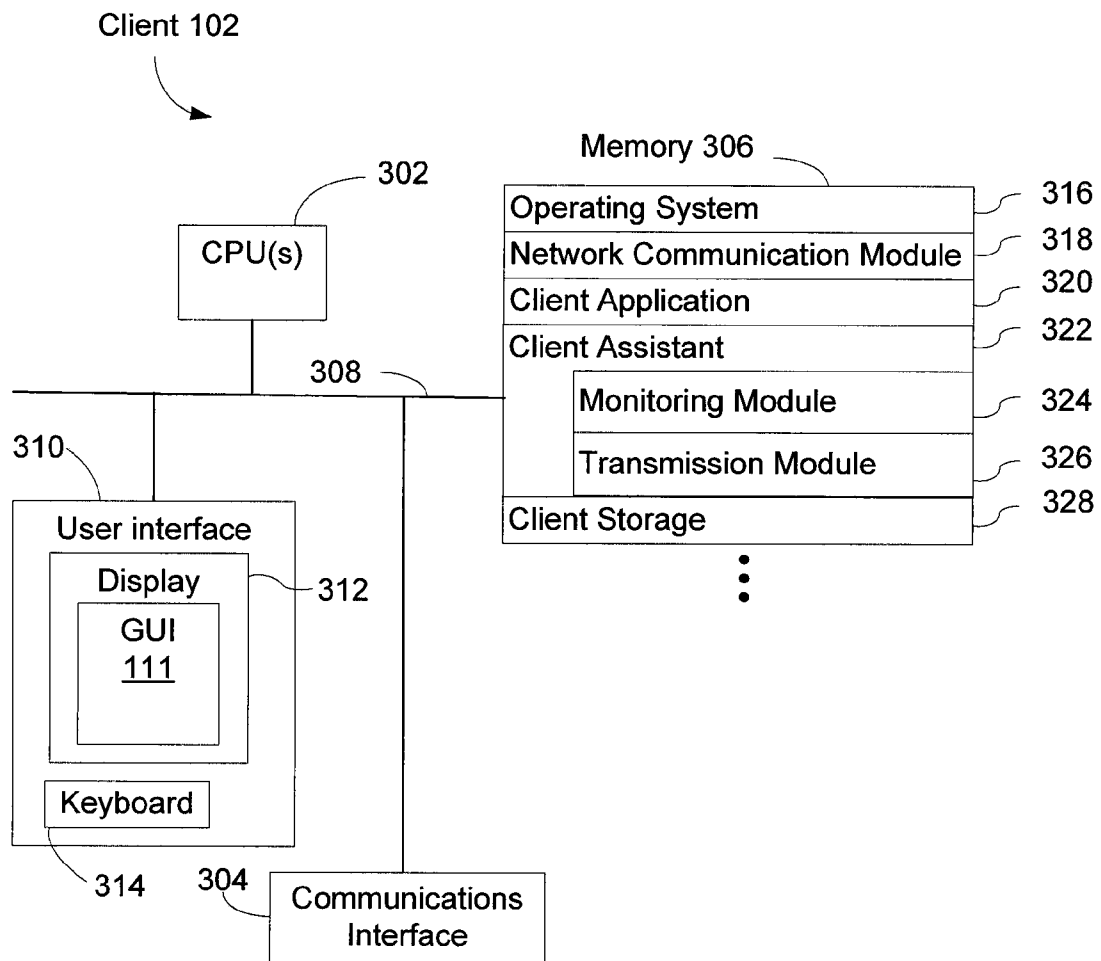 Client 102
302
CPU(s)
Memory 306
Operating System
316
Network Communication Module
318
Client Application
320
Client Assistant
322
Monitoring Module
324
Transmission Module
326
Client Storage
328
308
310
User interface
Display
312
GUI
111
Keyboard
314
304
Communications
Interface